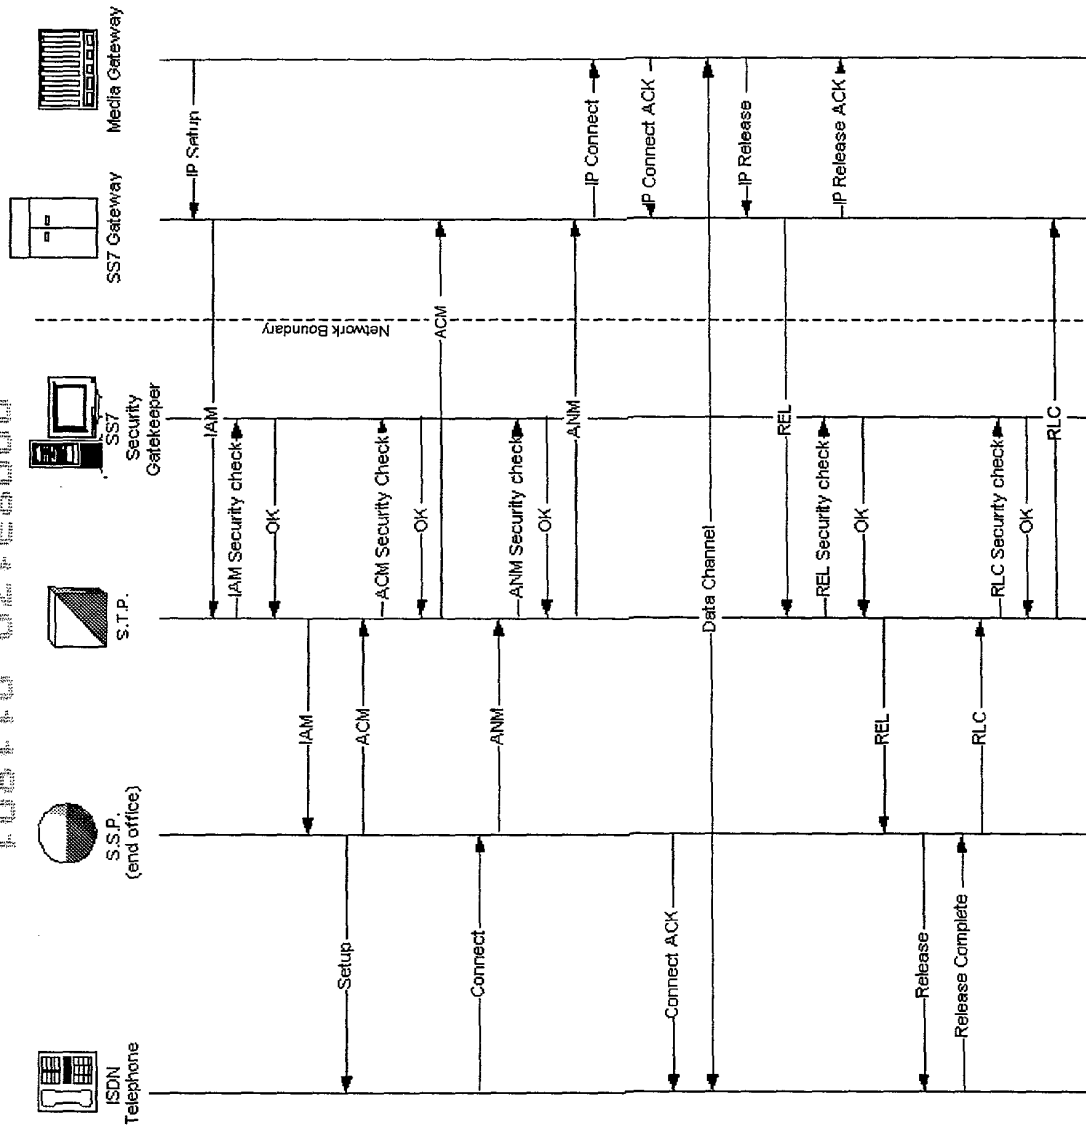 ISDN
Telephone
S.S.P.
(end office)
S.T.P.
SS7
Security
Gatekeeper
SS7 Gateway
Media Gateway
Network Boundary
IP Setup
IAM
IAM Security check
OK
IAM
Setup
ACM
ACM Security Check
OK
ACM
Connect
ANM
ANM Security check
OK
ANM
IP Connect
IP Connect ACK
Connect ACK
Data Channel
IP Release
REL
REL Security check
IP Release ACK
OK
REL
Release
Release Complete
RLC
RLC Security check
OK
RLC